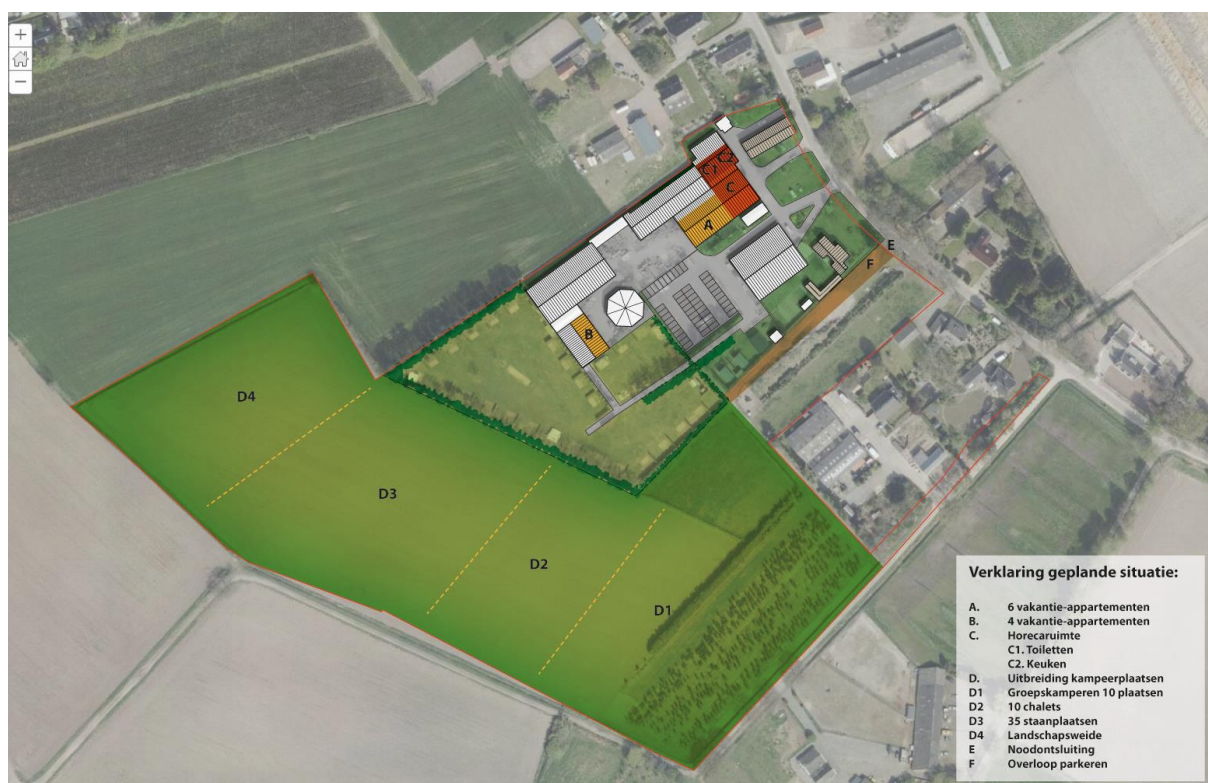 +
−
C2
C1
C
A
E
F
B
D4
D3
D2
D1
Verklaring geplande situatie:
A. 6 vakantie-appartementen
B. 4 vakantie-appartementen
C. Horecaruimte
C1. Toiletten
C2. Keuken
D. Uitbreiding kampeerplaatsen
D1 Groepskamperen 10 plaatsen
D2 10 chalets
D3 35 staanplaatsen
D4 Landschapsweide
E Noodontsluiting
F Overloop parkeren